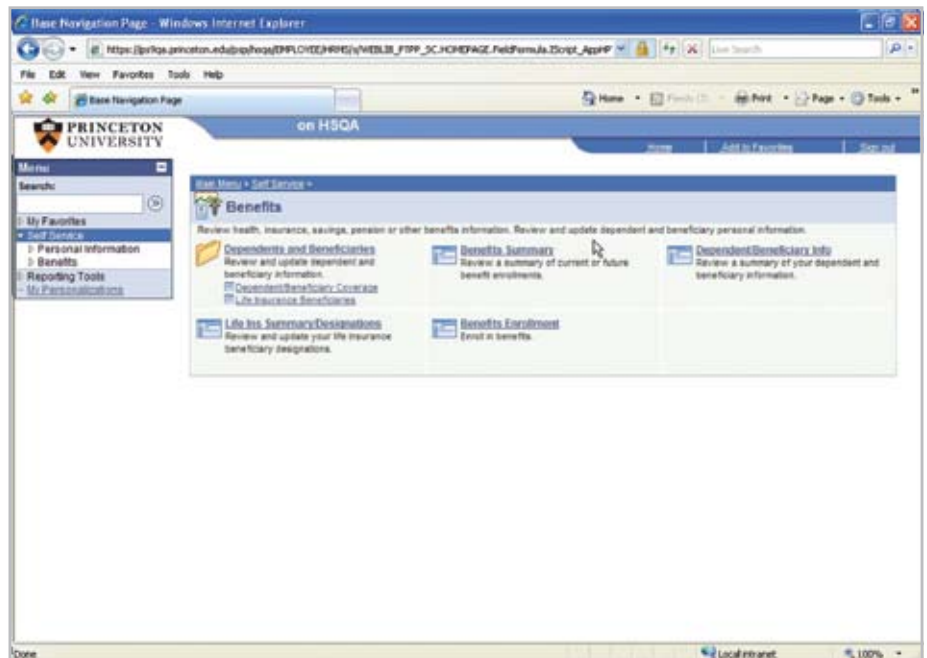 Base Navigation Page - Windows Internet Explorer
Live Search
File Edit View Favorites Tools Help
Base Navigation Page
Home Feeds Print Page Tools
PRINCETON
UNIVERSITY
on HSQA
Home Add to Favorites Sign out
Menu
Search:
My Favorites
Self Service
Personal Information
Benefits
Reporting Tools
My Personalizations
Main Menu > Self Service >
Benefits
Review health, insurance, savings, pension or other benefits information. Review and update dependent and beneficiary personal information.
Dependents and Beneficiaries
Review and update dependent and
beneficiary information.
Dependent/Beneficiary Coverage
Life Insurance Beneficiaries
Benefits Summary
Review a summary of current or future
benefit enrollments.
Dependent/Beneficiary Info
Review a summary of your dependent and
beneficiary information.
Life Ins Summary/Designations
Review and update your life insurance
beneficiary designations.
Benefits Enrollment
Enroll in benefits.
Done
Local intranet
100%